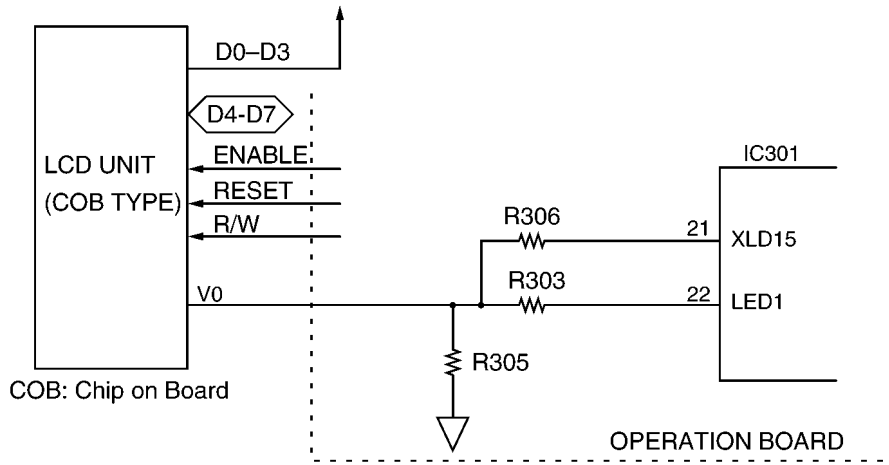 D0–D3
D4-D7
LCD UNIT
(COB TYPE)
ENABLE
RESET
R/W
V0
COB: Chip on Board
R306
R303
R305
IC301
21
XLD15
22
LED1
OPERATION BOARD